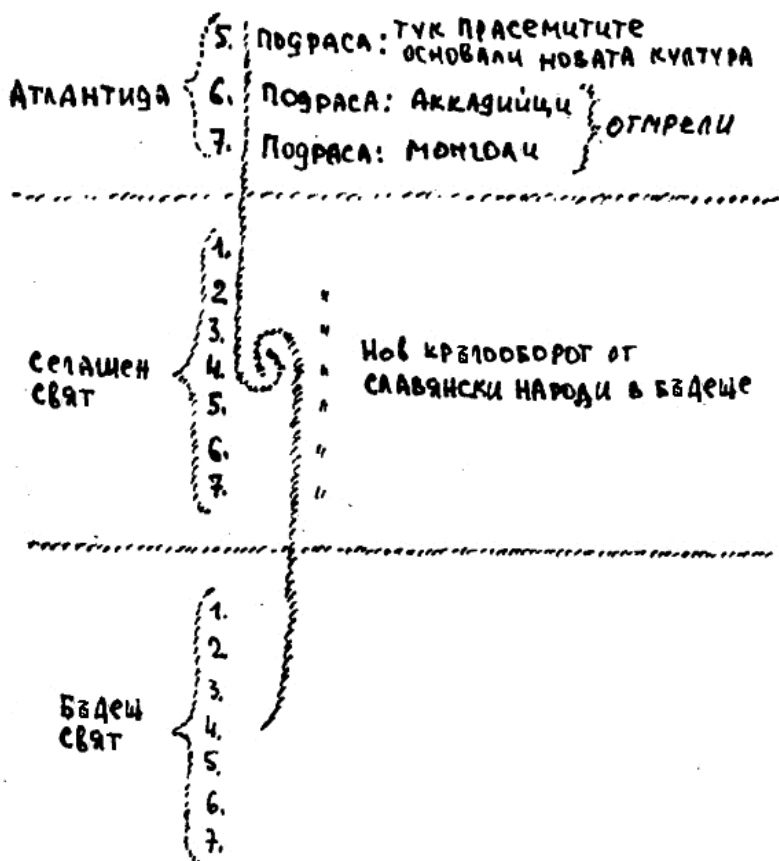 5. Подраса: тук прасемитите
основали новата култура
Атлантида
6. Подраса: Аккадийци
отмрели
7. Подраса: монголи
1.
2 "
3. "
Нов кръгооборот от
Сегашен
4. "
славянски народи в бъдеще
свят
5. "
6. "
7. "
1.
2
3.
Бъдещ
4.
свят
5.
6.
7.